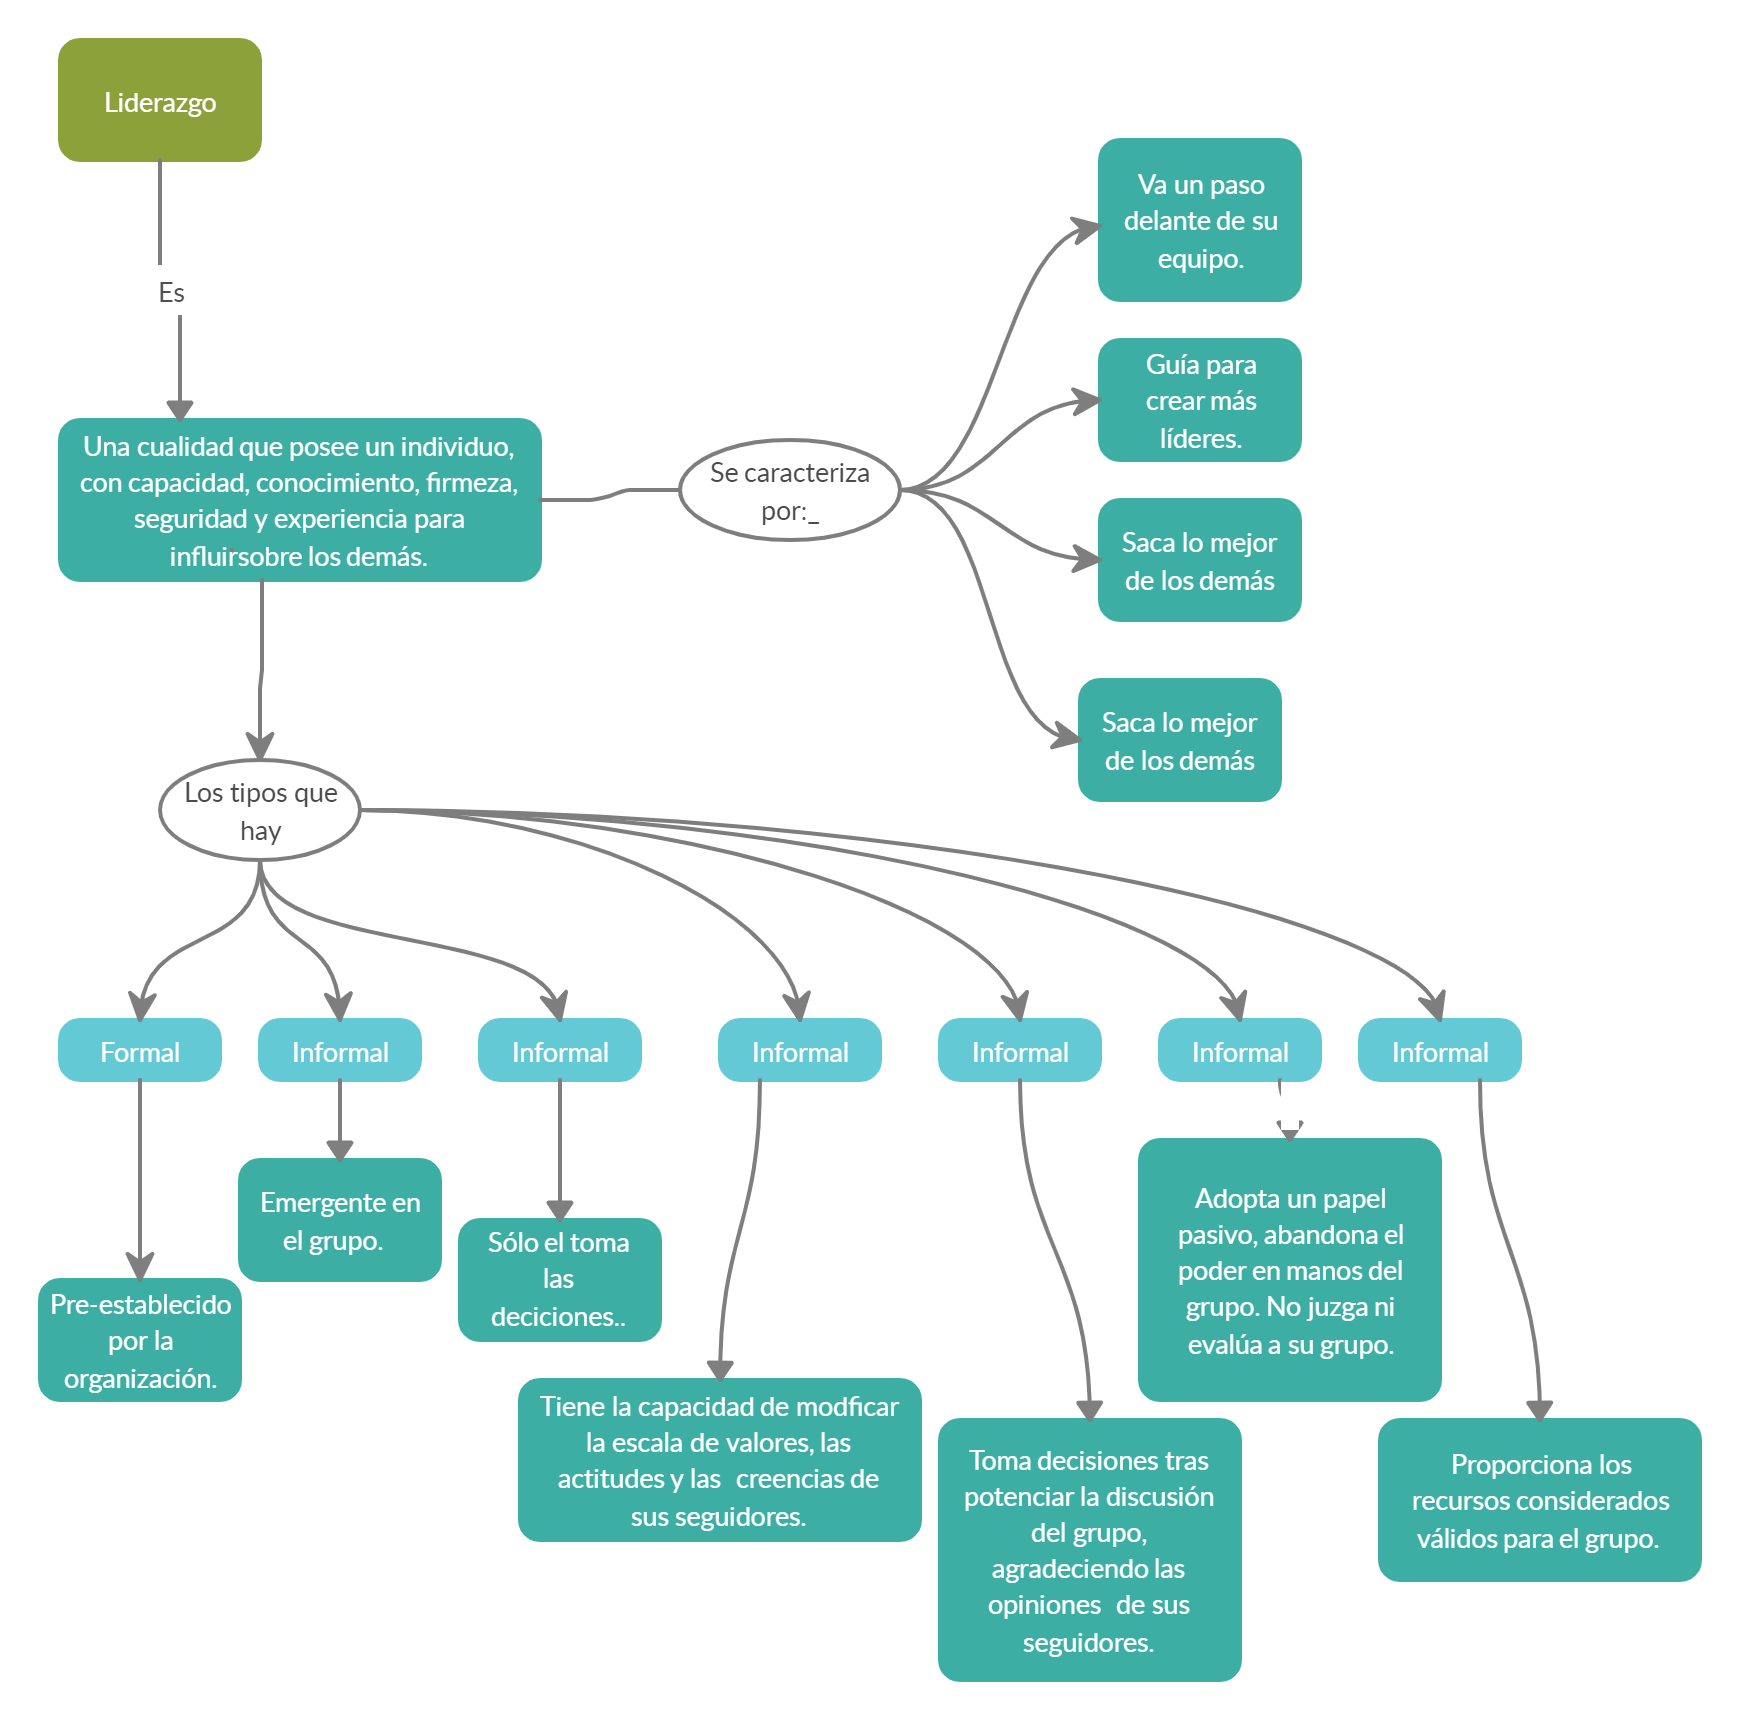 Liderazgo
Es
Una cualidad que posee un individuo,
con capacidad, conocimiento, firmeza,
seguridad y experiencia para
influirsobre los demás.
Se caracteriza
por:_
Va un paso
delante de su
equipo.
Guía para
crear más
líderes.
Saca lo mejor
de los demás
Saca lo mejor
de los demás
Los tipos que
hay
Formal
Informal
Informal
Informal
Informal
Informal
Informal
Pre-establecido
por la
organización.
Emergente en
el grupo.
Sólo el toma
las
deciciones..
Tiene la capacidad de modficar
la escala de valores, las
actitudes y las creencias de
sus seguidores.
Toma decisiones tras
potenciar la discusión
del grupo,
agradeciendo las
opiniones de sus
seguidores.
Adopta un papel
pasivo, abandona el
poder en manos del
grupo. No juzga ni
evalúa a su grupo.
Proporciona los
recursos considerados
válidos para el grupo.